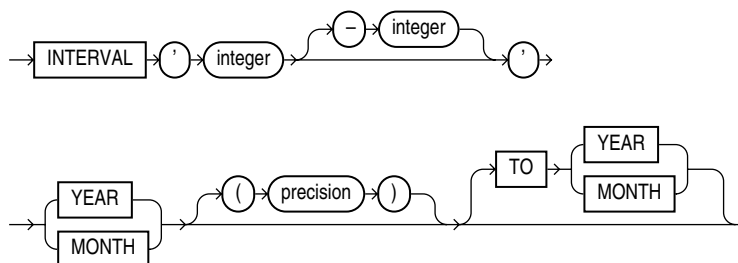 INTERVAL ' integer – integer '
YEAR
MONTH
( precision )
TO
YEAR
MONTH